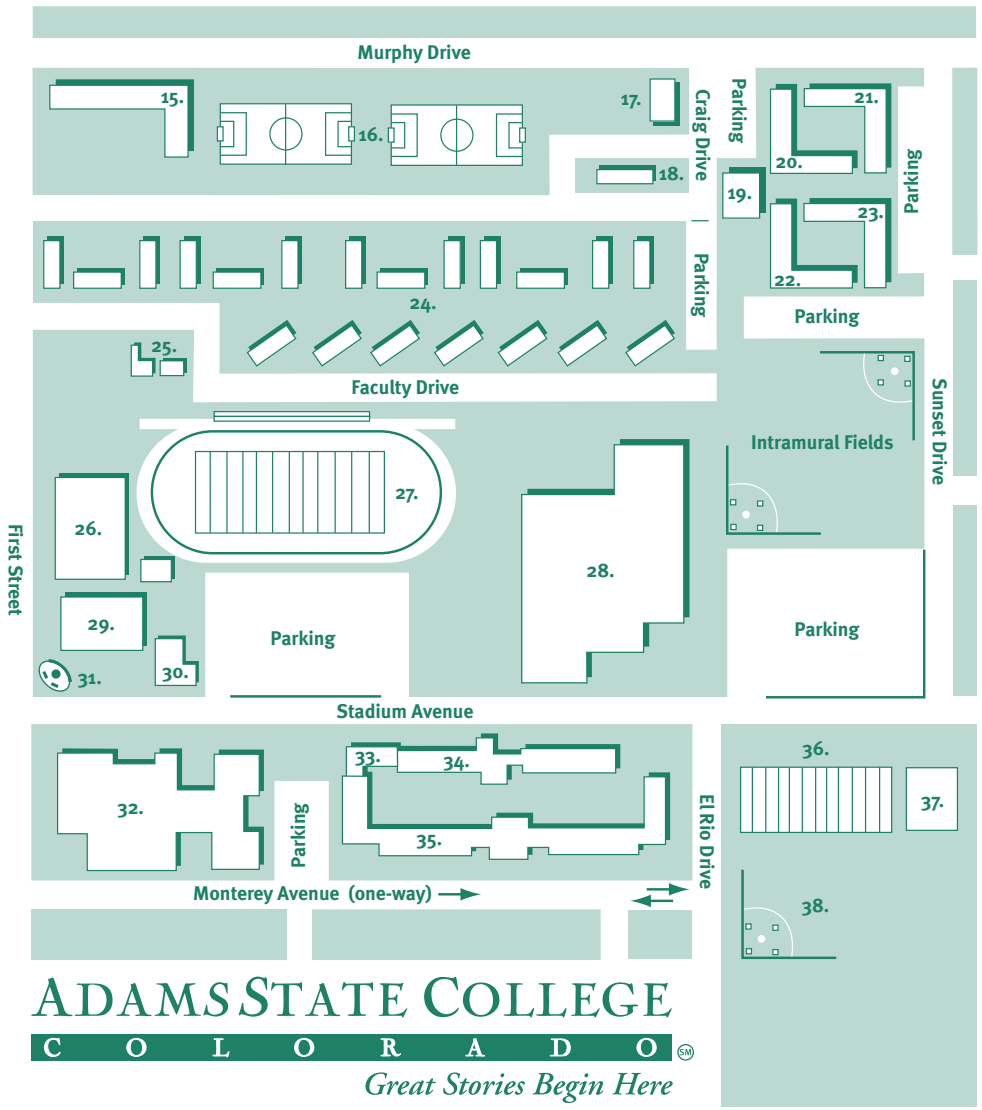 Murphy Drive
15.
16.
17.
Craig Drive
Parking
21.
20.
18.
19.
Parking
23.
22.
24.
Parking
Parking
25.
Faculty Drive
Sunset Drive
Intramural Fields
27.
26.
First Street
28.
29.
Parking
Parking
30.
31.
Stadium Avenue
33.
34.
36.
32.
Parking
35.
El Rio Drive
37.
Monterey Avenue (one-way)
38.
ADAMS STATE COLLEGE
COLORADO
SM
Great Stories Begin Here